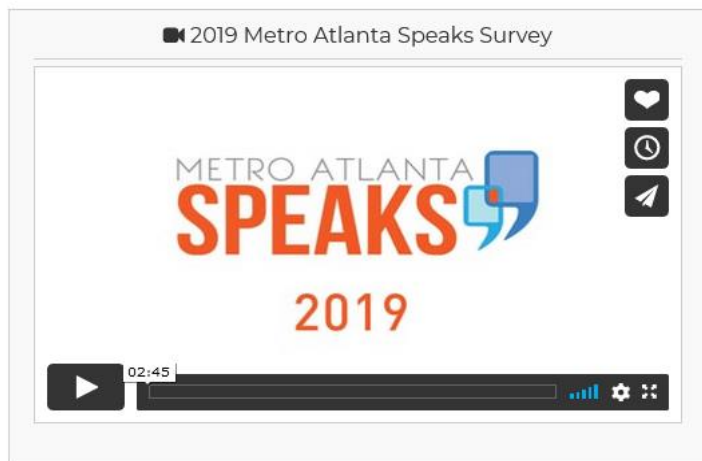 2019 Metro Atlanta Speaks Survey
METRO ATLANTA
SPEAKS
2019
02:45